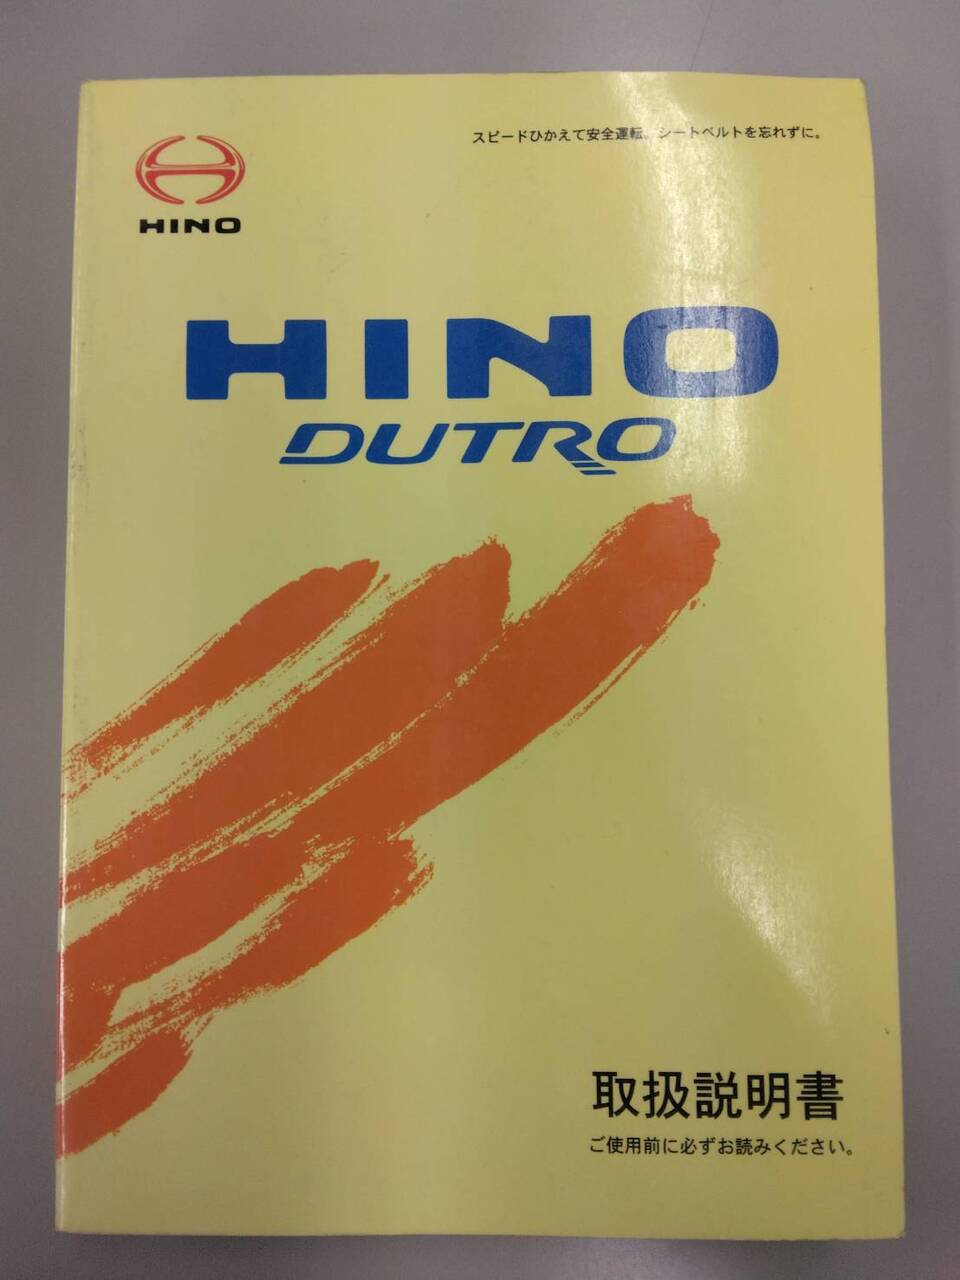 スピードひかえて安全運転。シートベルトを忘れずに。
HINO
HINO
DUTRO
取扱説明書
ご使用前に必ずお読みください。